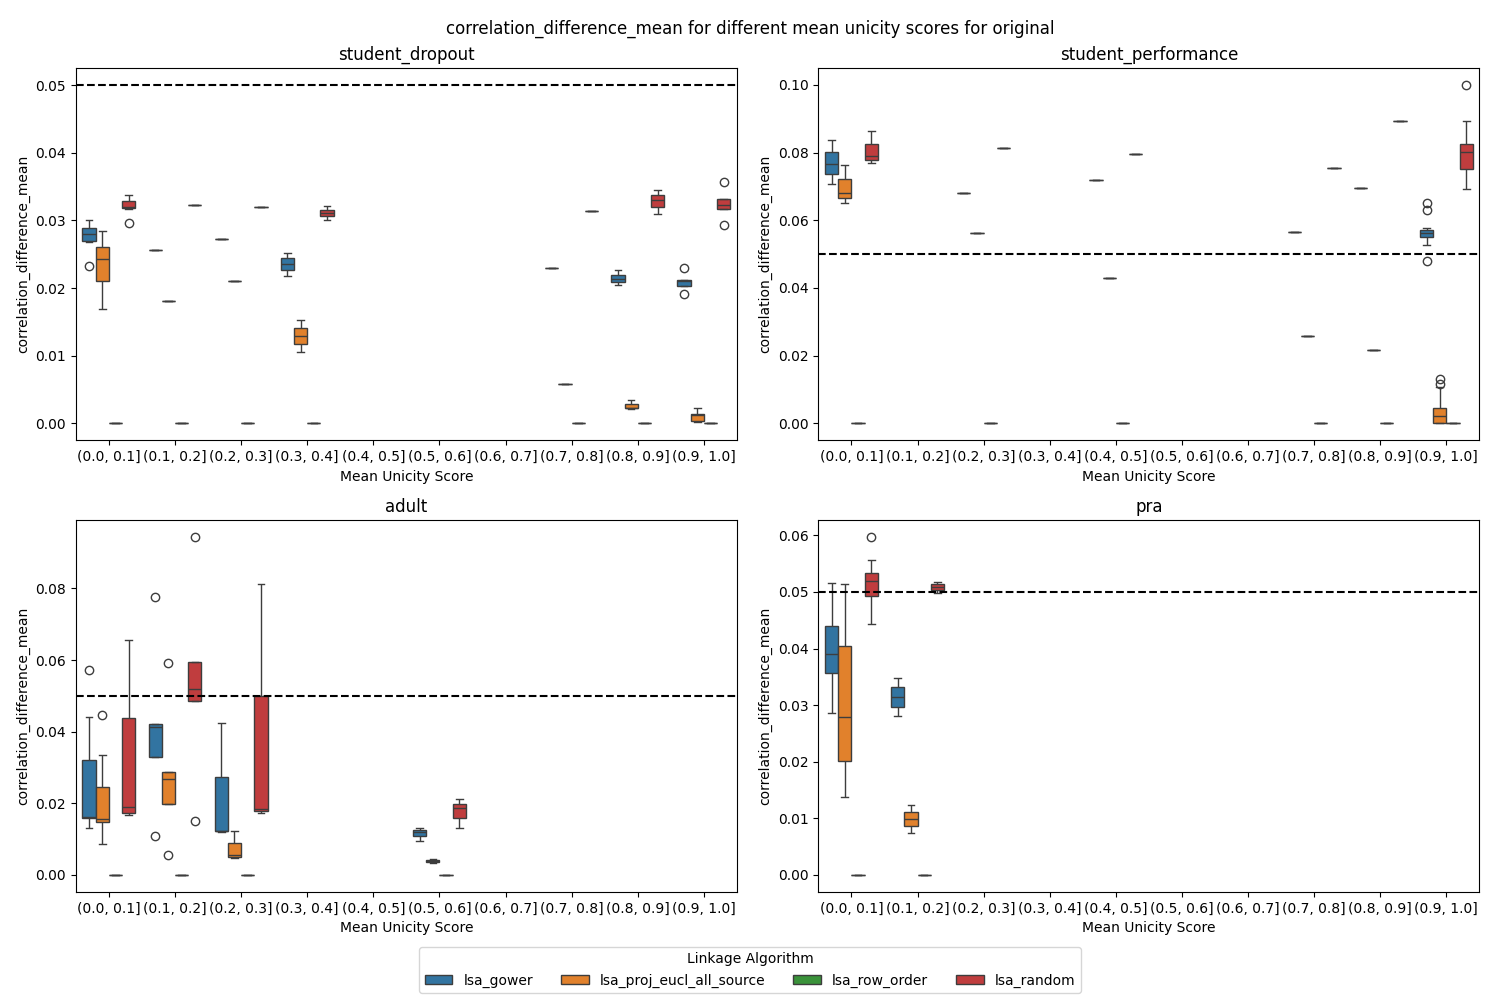 correlation_difference_mean for different mean unicity scores for original
student_dropout
correlation_difference_mean
0.05
0.04
0.03
0.02
0.01
0.00
(0.0, 0.1] (0.1, 0.2] (0.2, 0.3] (0.3, 0.4] (0.4, 0.5] (0.5, 0.6] (0.6, 0.7] (0.7, 0.8] (0.8, 0.9] (0.9, 1.0]
Mean Unicity Score
student_performance
correlation_difference_mean
0.10
0.08
0.06
0.04
0.02
0.00
(0.0, 0.1] (0.1, 0.2] (0.2, 0.3] (0.3, 0.4] (0.4, 0.5] (0.5, 0.6] (0.6, 0.7] (0.7, 0.8] (0.8, 0.9] (0.9, 1.0]
Mean Unicity Score
adult
correlation_difference_mean
0.08
0.06
0.04
0.02
0.00
(0.0, 0.1] (0.1, 0.2] (0.2, 0.3] (0.3, 0.4] (0.4, 0.5] (0.5, 0.6] (0.6, 0.7] (0.7, 0.8] (0.8, 0.9] (0.9, 1.0]
Mean Unicity Score
pra
correlation_difference_mean
0.06
0.05
0.04
0.03
0.02
0.01
0.00
(0.0, 0.1] (0.1, 0.2] (0.2, 0.3] (0.3, 0.4] (0.4, 0.5] (0.5, 0.6] (0.6, 0.7] (0.7, 0.8] (0.8, 0.9] (0.9, 1.0]
Mean Unicity Score
Linkage Algorithm
lsa_gower lsa_proj_eucl_all_source lsa_row_order lsa_random